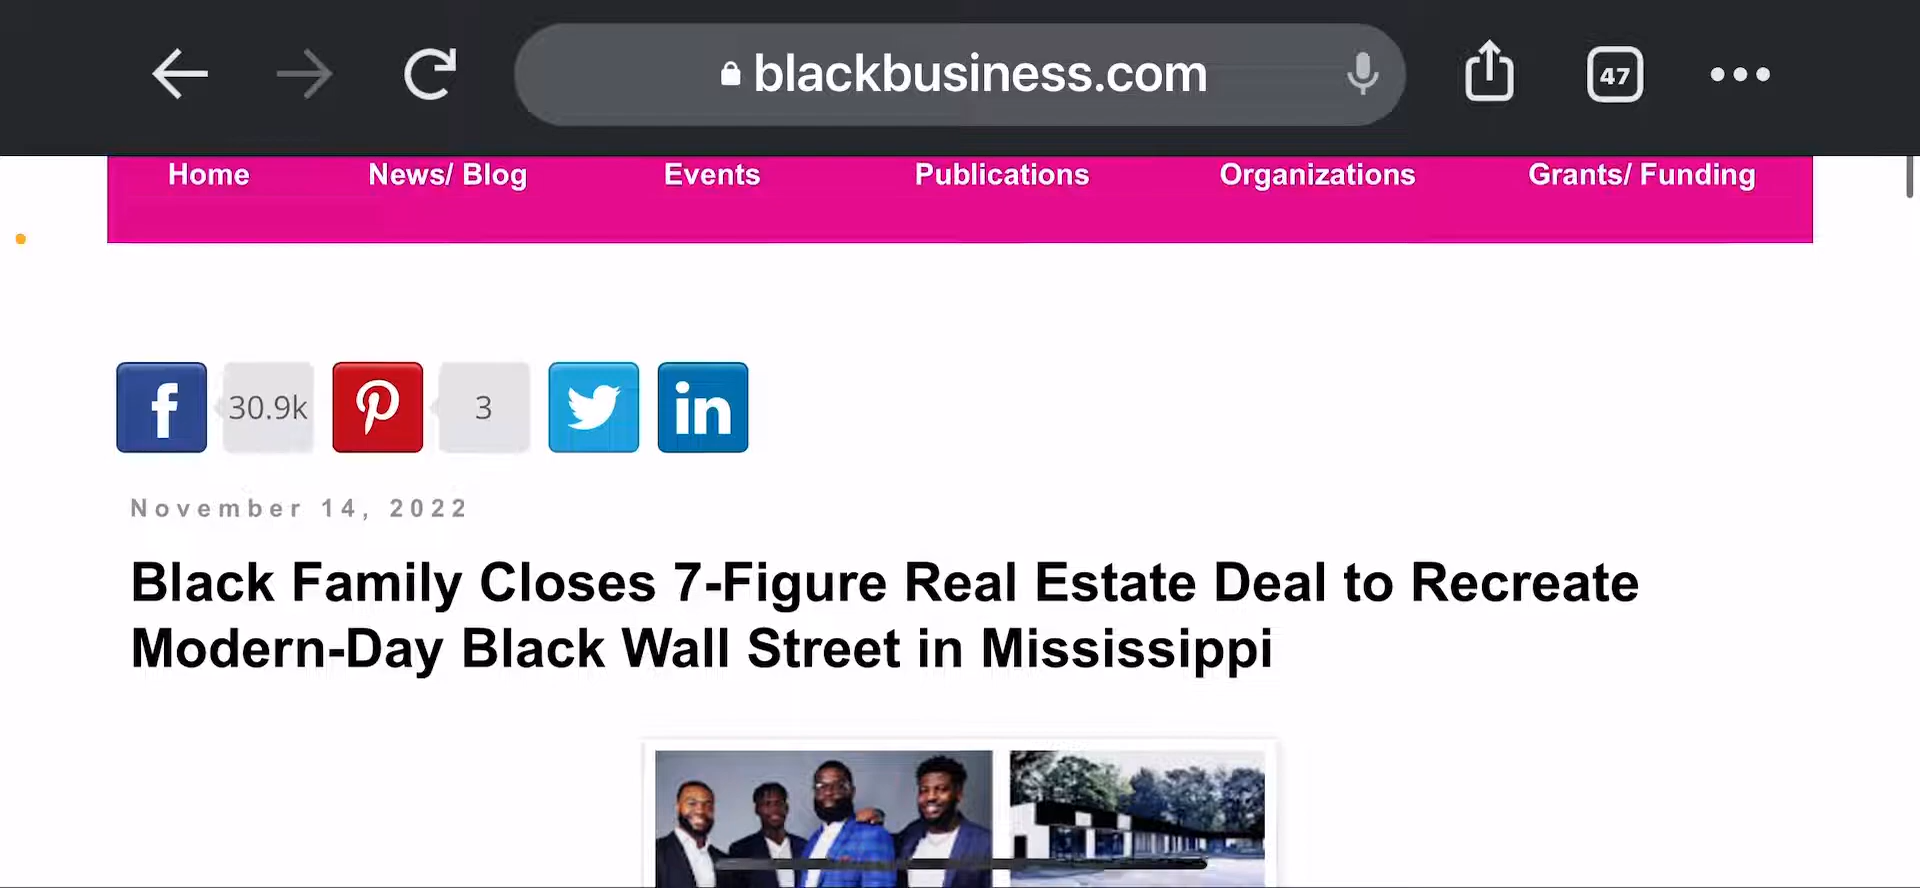 blackbusiness.com
47
Home News/ Blog Events Publications Organizations Grants/ Funding
30.9k 3
November 14, 2022
Black Family Closes 7-Figure Real Estate Deal to Recreate
Modern-Day Black Wall Street in Mississippi